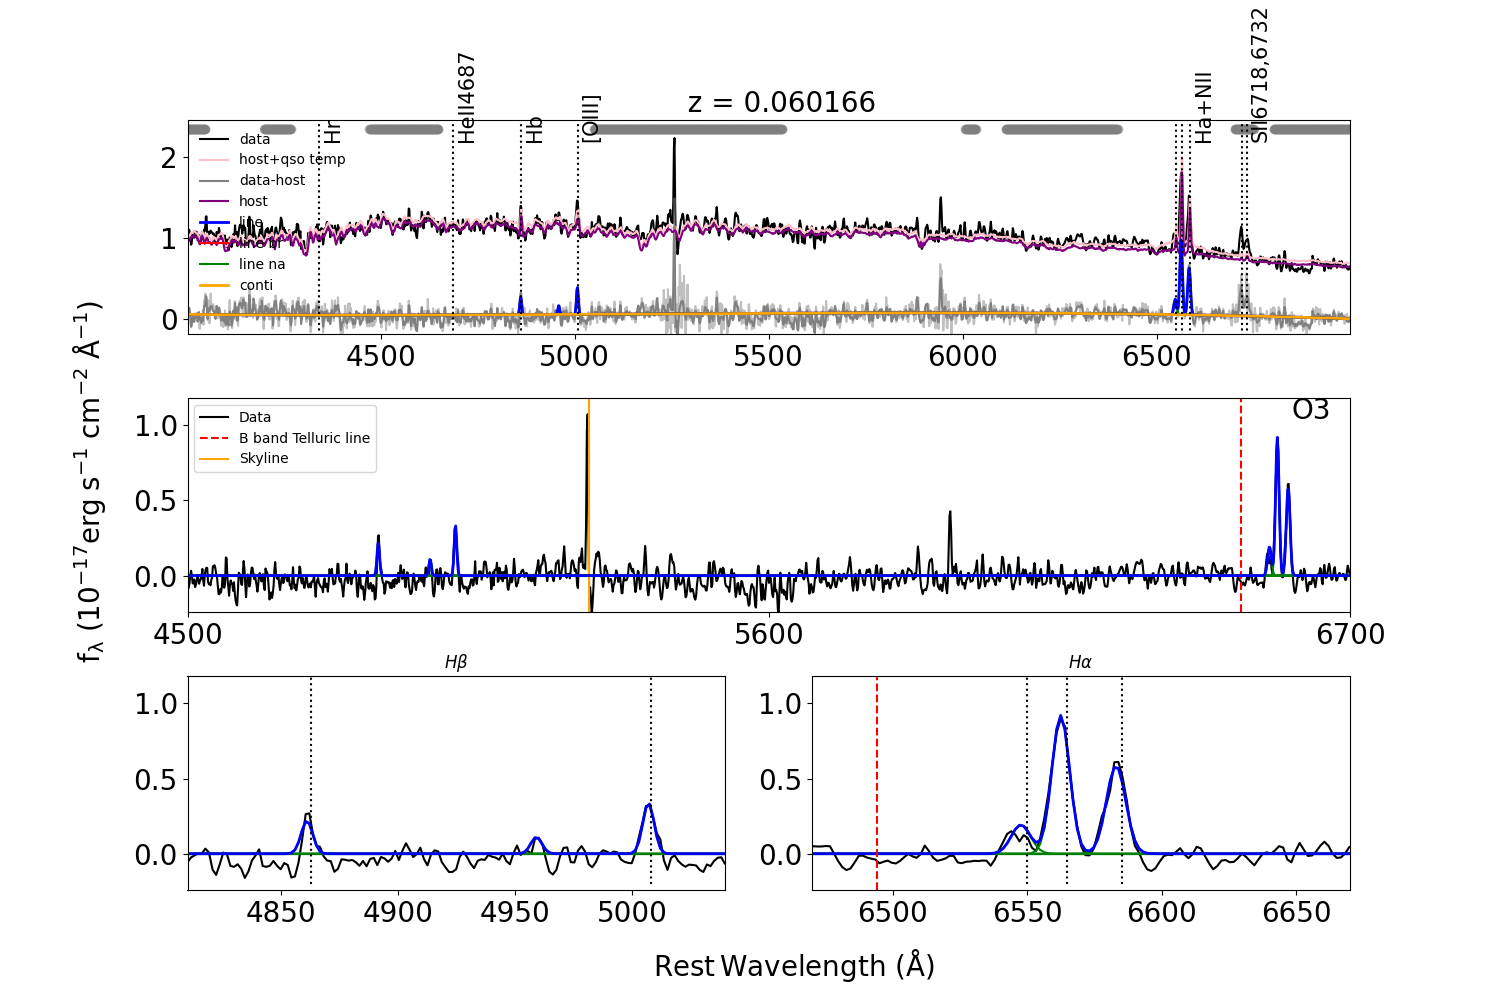 z = 0.060166
Hr
HeII4687
Hb
[OIII]
Ha+NII
SII6718,6732
data
host+qso temp
data-host
host
line
line br
line na
conti
2
1
0
4500
5000
5500
6000
6500
f_λ (10⁻¹⁷erg s⁻¹ cm⁻² Å⁻¹)
O3
Data
B band Telluric line
Skyline
1.0
0.5
0.0
4500
5600
6700
Hβ
1.0
0.5
0.0
4850
4900
4950
5000
Hα
1.0
0.5
0.0
6500
6550
6600
6650
Rest Wavelength (Å)